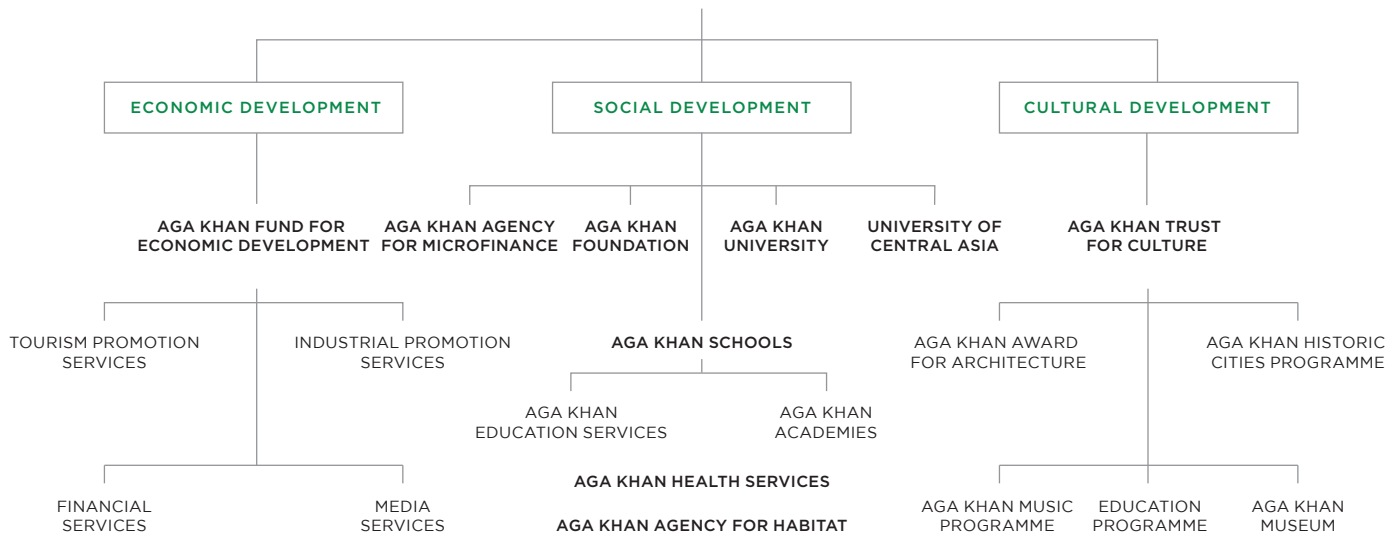 ECONOMIC DEVELOPMENT
SOCIAL DEVELOPMENT
CULTURAL DEVELOPMENT
AGA KHAN FUND FOR
ECONOMIC DEVELOPMENT
AGA KHAN AGENCY
FOR MICROFINANCE
AGA KHAN
FOUNDATION
AGA KHAN
UNIVERSITY
UNIVERSITY OF
CENTRAL ASIA
AGA KHAN TRUST
FOR CULTURE
TOURISM PROMOTION
SERVICES
INDUSTRIAL PROMOTION
SERVICES
AGA KHAN SCHOOLS
AGA KHAN AWARD
FOR ARCHITECTURE
AGA KHAN HISTORIC
CITIES PROGRAMME
AGA KHAN
EDUCATION SERVICES
AGA KHAN
ACADEMIES
AGA KHAN HEALTH SERVICES
FINANCIAL
SERVICES
MEDIA
SERVICES
AGA KHAN AGENCY FOR HABITAT
AGA KHAN MUSIC
PROGRAMME
EDUCATION
PROGRAMME
AGA KHAN
MUSEUM